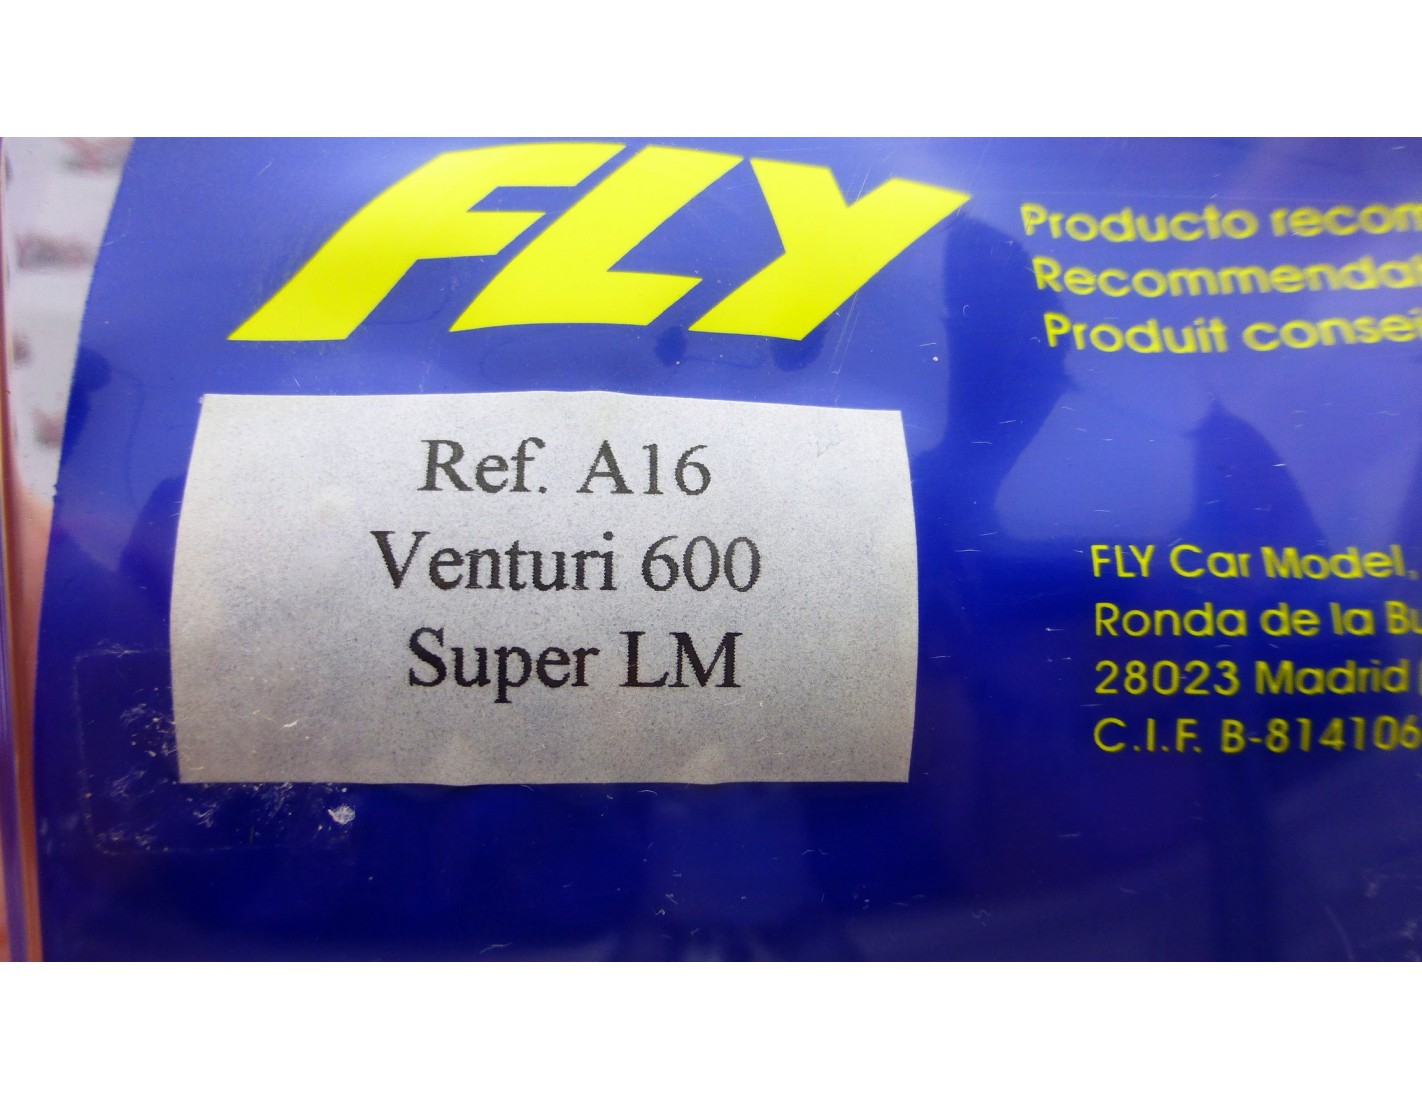 FLY
Producto recom
Recommendat
Produit consei
Ref. A16
Venturi 600
Super LM
FLY Car Model,
Ronda de la Bu
28023 Madrid
C.I.F. B-814106